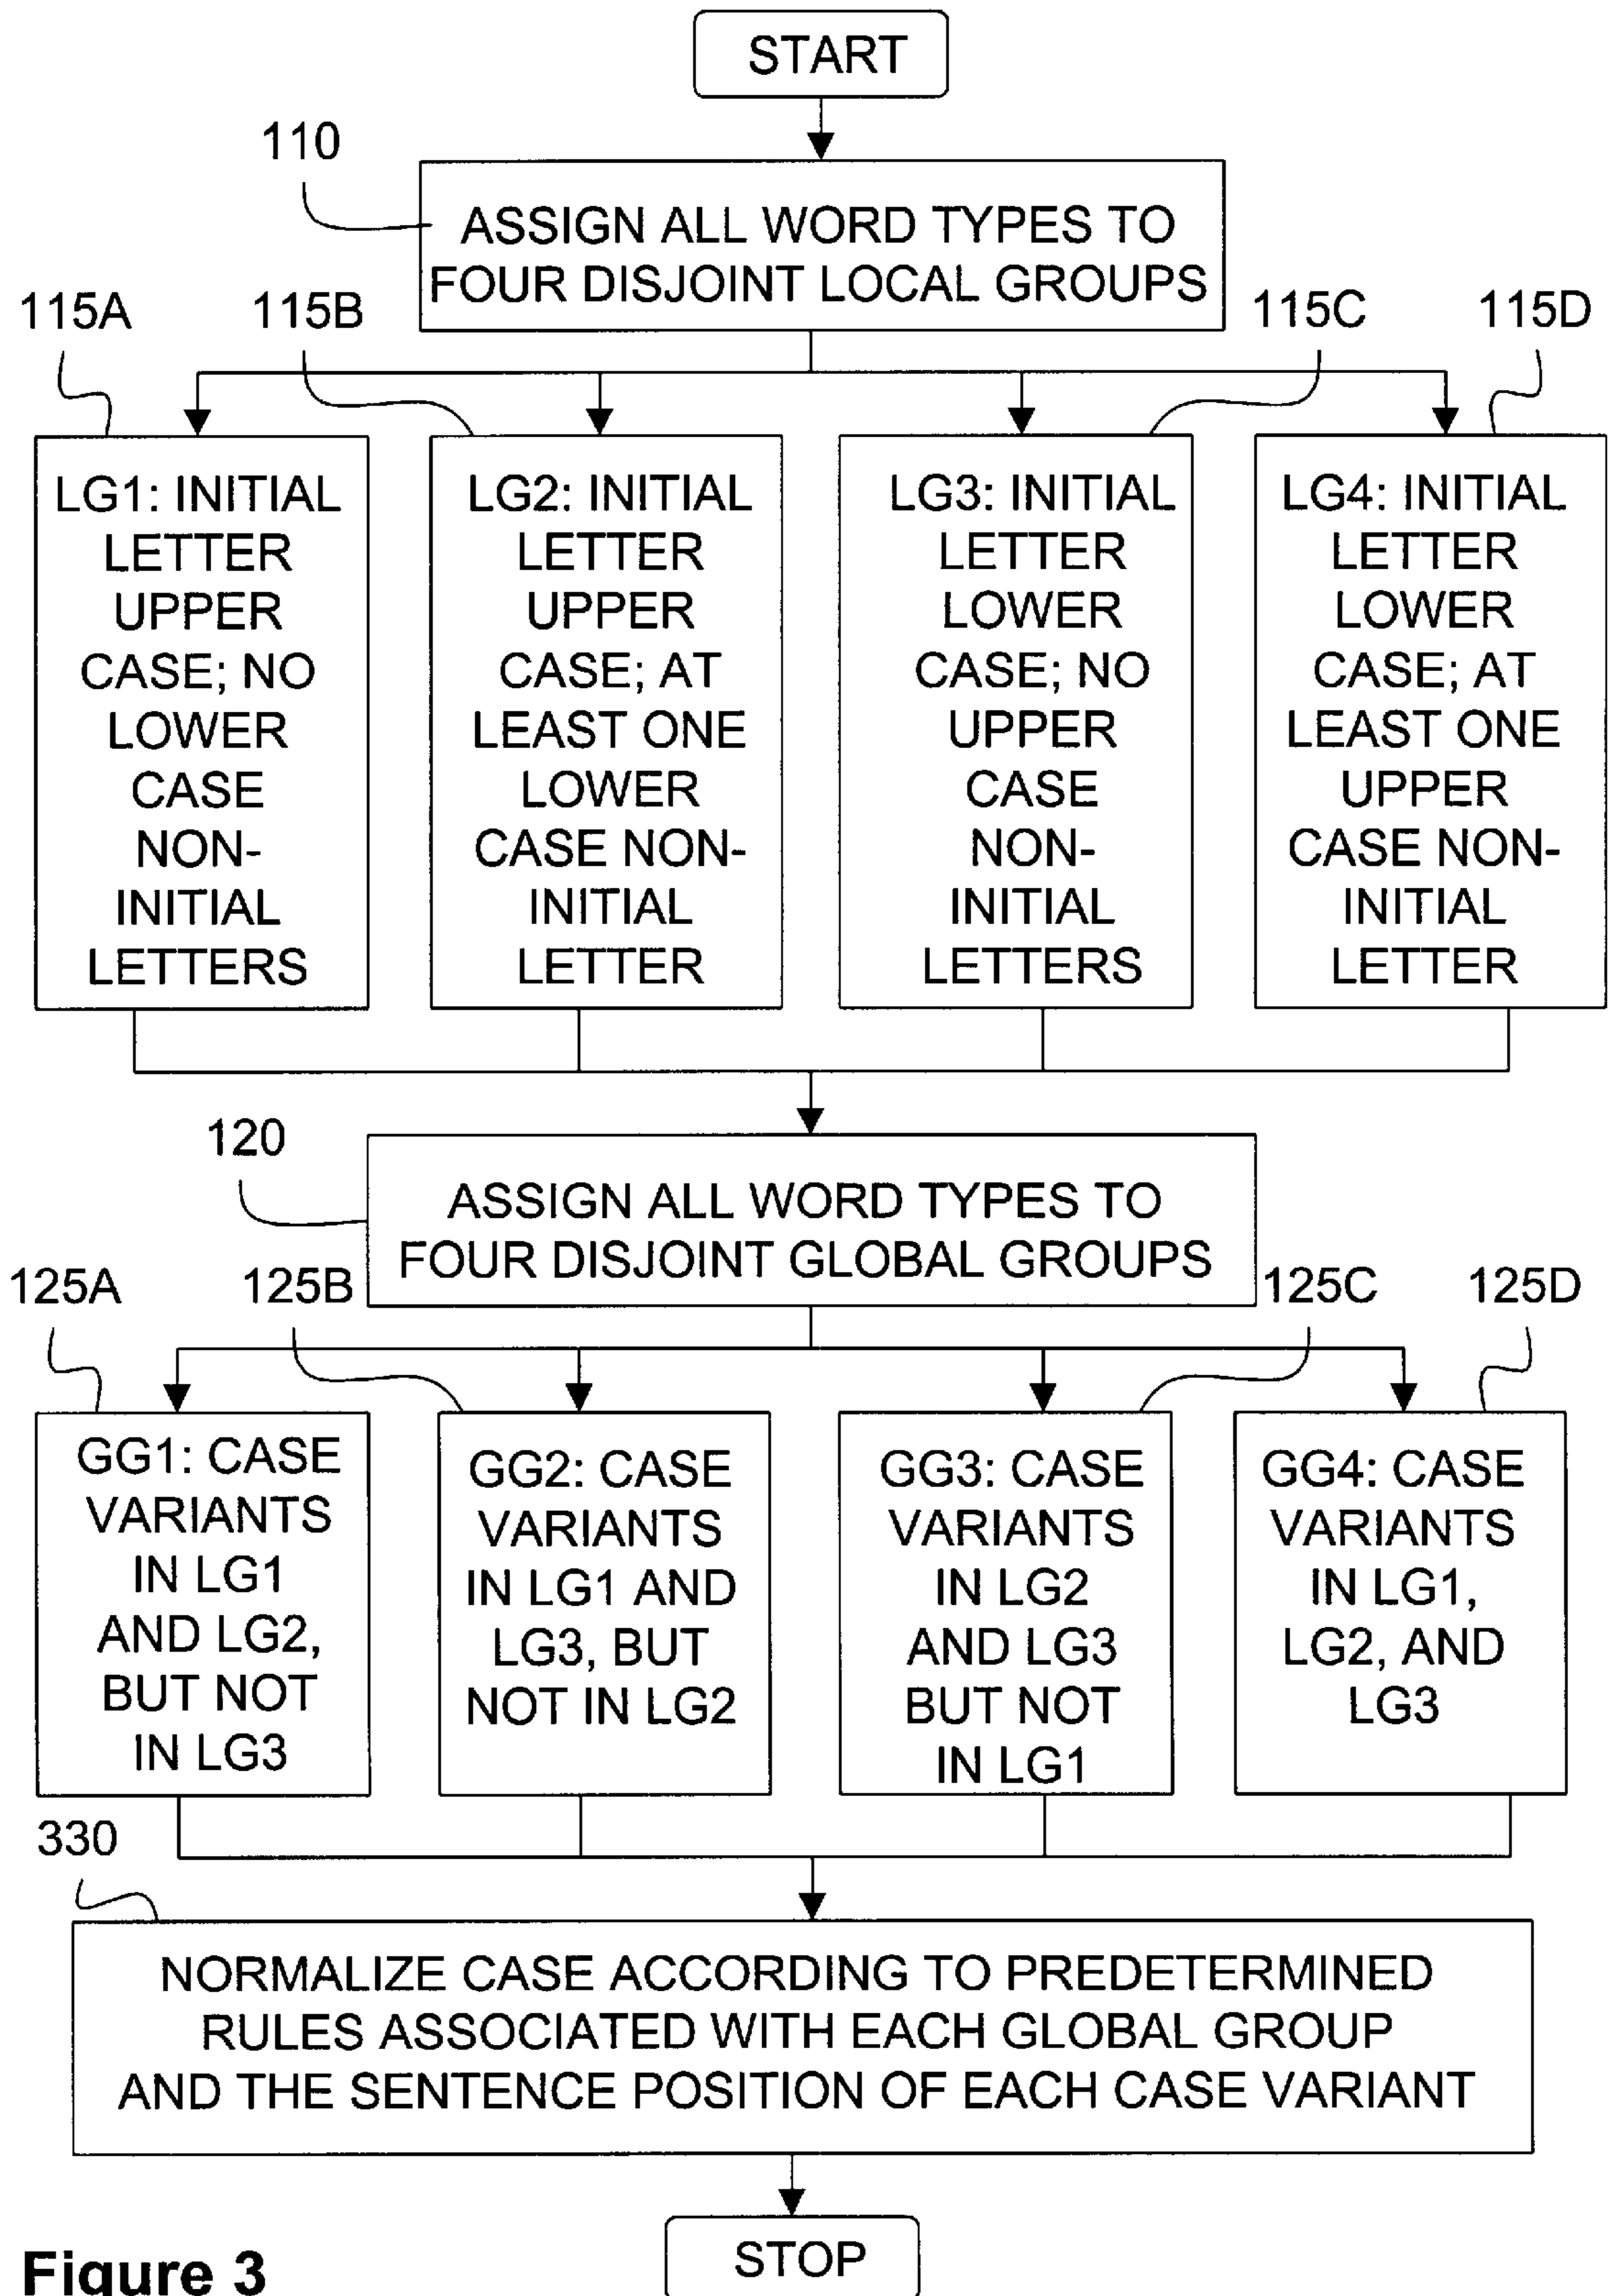 START
110
ASSIGN ALL WORD TYPES TO
FOUR DISJOINT LOCAL GROUPS
115A
115B
115C
115D
LG1: INITIAL
LETTER
UPPER
CASE; NO
LOWER
CASE
NON-
INITIAL
LETTERS
LG2: INITIAL
LETTER
UPPER
CASE; AT
LEAST ONE
LOWER
CASE NON-
INITIAL
LETTER
LG3: INITIAL
LETTER
LOWER
CASE; NO
UPPER
CASE
NON-
INITIAL
LETTERS
LG4: INITIAL
LETTER
LOWER
CASE; AT
LEAST ONE
UPPER
CASE NON-
INITIAL
LETTER
120
ASSIGN ALL WORD TYPES TO
FOUR DISJOINT GLOBAL GROUPS
125A
125B
125C
125D
GG1: CASE
VARIANTS
IN LG1
AND LG2,
BUT NOT
IN LG3
GG2: CASE
VARIANTS
IN LG1 AND
LG3, BUT
NOT IN LG2
GG3: CASE
VARIANTS
IN LG2
AND LG3
BUT NOT
IN LG1
GG4: CASE
VARIANTS
IN LG1,
LG2, AND
LG3
330
NORMALIZE CASE ACCORDING TO PREDETERMINED
RULES ASSOCIATED WITH EACH GLOBAL GROUP
AND THE SENTENCE POSITION OF EACH CASE VARIANT
STOP
Figure 3